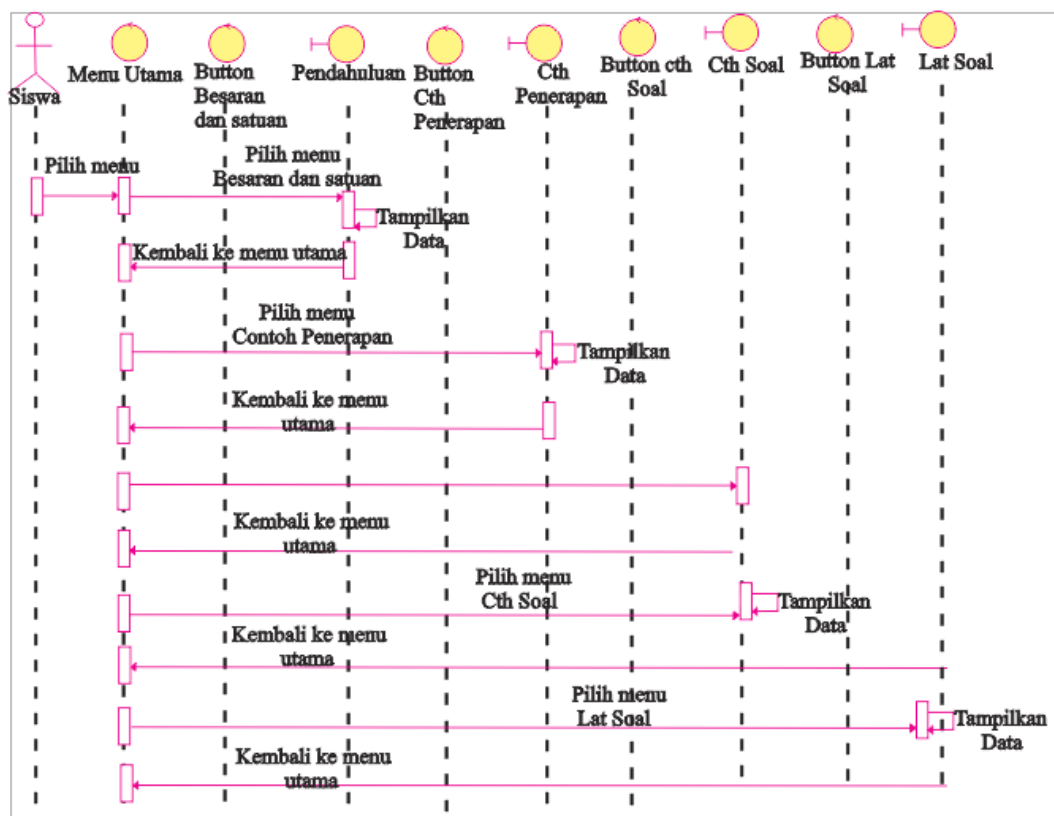 Siswa
Menu Utama
Button
Besaran
dan satuan
Pendahuluan
Button
Cth
Penerapan
Cth
Penerapan
Button cth
Soal
Cth Soal
Button Lat
Soal
Lat Soal
Pilih menu
Pilih menu
Besaran dan satuan
Tampilkan
Data
Kembali ke menu utama
Pilih menu
Contoh Penerapan
Tampilkan
Data
Kembali ke menu
utama
Kembali ke menu
utama
Pilih menu
Cth Soal
Tampilkan
Data
Kembali ke menu
utama
Pilih menu
Lat Soal
Tampilkan
Data
Kembali ke menu
utama